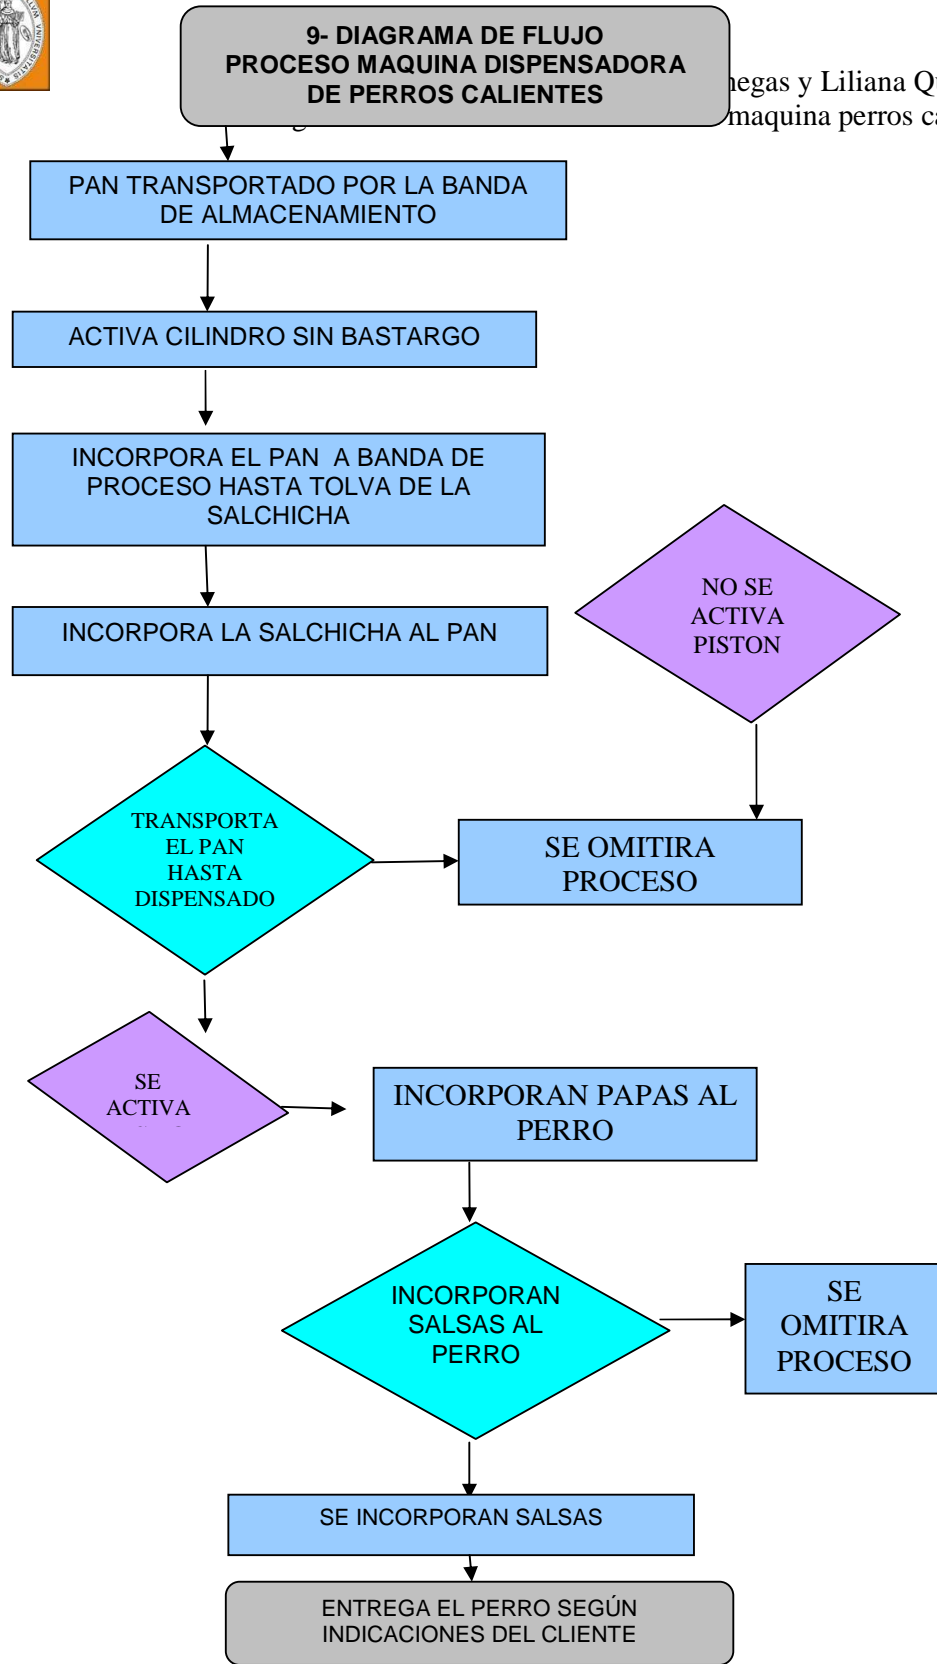 9- DIAGRAMA DE FLUJO
PROCESO MAQUINA DISPENSADORA
DE PERROS CALIENTES
y Liliana
maquina perros
PAN TRANSPORTADO POR LA BANDA
DE ALMACENAMIENTO
ACTIVA CILINDRO SIN BASTARGO
INCORPORA EL PAN A BANDA DE
PROCESO HASTA TOLVA DE LA
SALCHICHA
NO SE
ACTIVA
PISTON
INCORPORA LA SALCHICHA AL PAN
TRANSPORTA
EL PAN
HASTA
DISPENSADO
SE OMITIRA
PROCESO
SE
ACTIVA
INCORPORAN PAPAS AL
PERRO
INCORPORAN
SALSAS AL
PERRO
SE
OMITIRA
PROCESO
SE INCORPORAN SALSAS
ENTREGA EL PERRO SEGÚN
INDICACIONES DEL CLIENTE